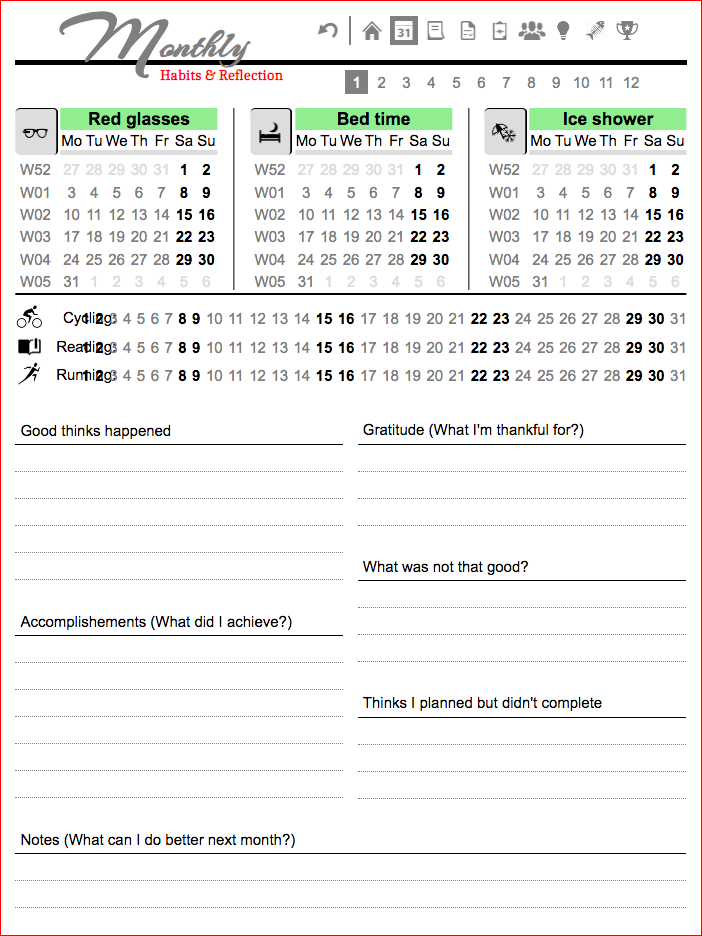 Monthly
Habits & Reflection
31
1 2 3 4 5 6 7 8 9 10 11 12
Red glasses
Mo Tu We Th Fr Sa Su
W52 27 28 29 30 31 1 2
W01 3 4 5 6 7 8 9
W02 10 11 12 13 14 15 16
W03 17 18 19 20 21 22 23
W04 24 25 26 27 28 29 30
W05 31 1 2 3 4 5 6
Bed time
Mo Tu We Th Fr Sa Su
W52 27 28 29 30 31 1 2
W01 3 4 5 6 7 8 9
W02 10 11 12 13 14 15 16
W03 17 18 19 20 21 22 23
W04 24 25 26 27 28 29 30
W05 31 1 2 3 4 5 6
Ice shower
Mo Tu We Th Fr Sa Su
W52 27 28 29 30 31 1 2
W01 3 4 5 6 7 8 9
W02 10 11 12 13 14 15 16
W03 17 18 19 20 21 22 23
W04 24 25 26 27 28 29 30
W05 31 1 2 3 4 5 6
Cycling: 1 2 3 4 5 6 7 8 9 10 11 12 13 14 15 16 17 18 19 20 21 22 23 24 25 26 27 28 29 30 31
Reading: 1 2 3 4 5 6 7 8 9 10 11 12 13 14 15 16 17 18 19 20 21 22 23 24 25 26 27 28 29 30 31
Running: 1 2 3 4 5 6 7 8 9 10 11 12 13 14 15 16 17 18 19 20 21 22 23 24 25 26 27 28 29 30 31
Good thinks happened
Accomplishements (What did I achieve?)
Gratitude (What I'm thankful for?)
What was not that good?
Thinks I planned but didn't complete
Notes (What can I do better next month?)